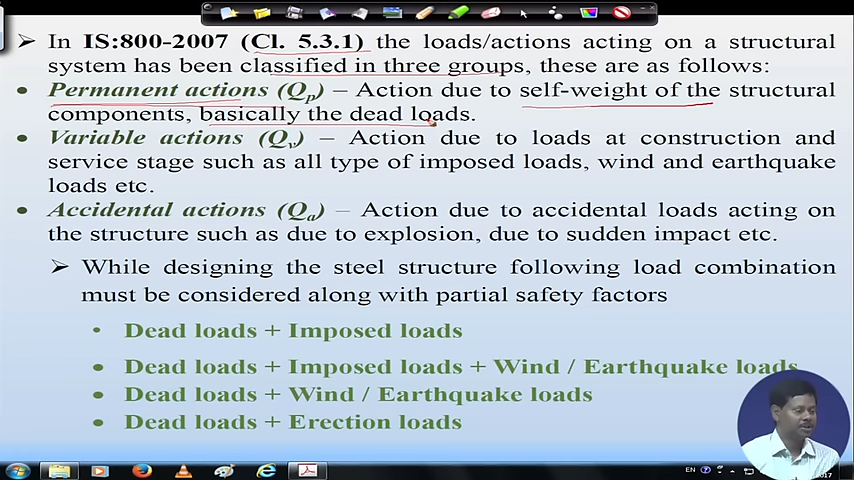 ➢ In IS:800-2007 (Cl. 5.3.1) the loads/actions acting on a structural
system has been classified in three groups, these are as follows:
• Permanent actions (Qp) – Action due to self-weight of the structural
components, basically the dead loads.
• Variable actions (Qv) – Action due to loads at construction and
service stage such as all type of imposed loads, wind and earthquake
loads etc.
• Accidental actions (Qa) – Action due to accidental loads acting on
the structure such as due to explosion, due to sudden impact etc.
➢ While designing the steel structure following load combination
must be considered along with partial safety factors
• Dead loads + Imposed loads
• Dead loads + Imposed loads + Wind / Earthquake loads
• Dead loads + Wind / Earthquake loads
• Dead loads + Erection loads
EN